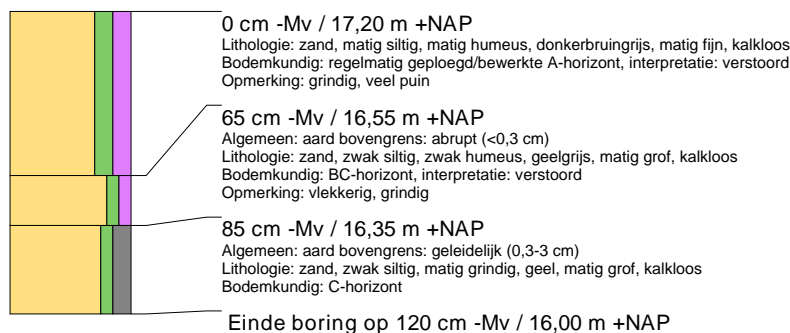 0 cm -Mv / 17,20 m +NAP
Lithologie: zand, matig siltig, matig humeus, donkerbruingrijs, matig fijn, kalkloos
Bodemkundig: regelmatig geploegd/bewerkte A-horizont, interpretatie: verstoord
Opmerking: grindig, veel puin
65 cm -Mv / 16,55 m +NAP
Algemeen: aard bovengrens: abrupt (<0,3 cm)
Lithologie: zand, zwak siltig, zwak humeus, geelgrijs, matig grof, kalkloos
Bodemkundig: BC-horizont, interpretatie: verstoord
Opmerking: vlekkerig, grindig
85 cm -Mv / 16,35 m +NAP
Algemeen: aard bovengrens: geleidelijk (0,3-3 cm)
Lithologie: zand, zwak siltig, matig grindig, geel, matig grof, kalkloos
Bodemkundig: C-horizont
Einde boring op 120 cm -Mv / 16,00 m +NAP